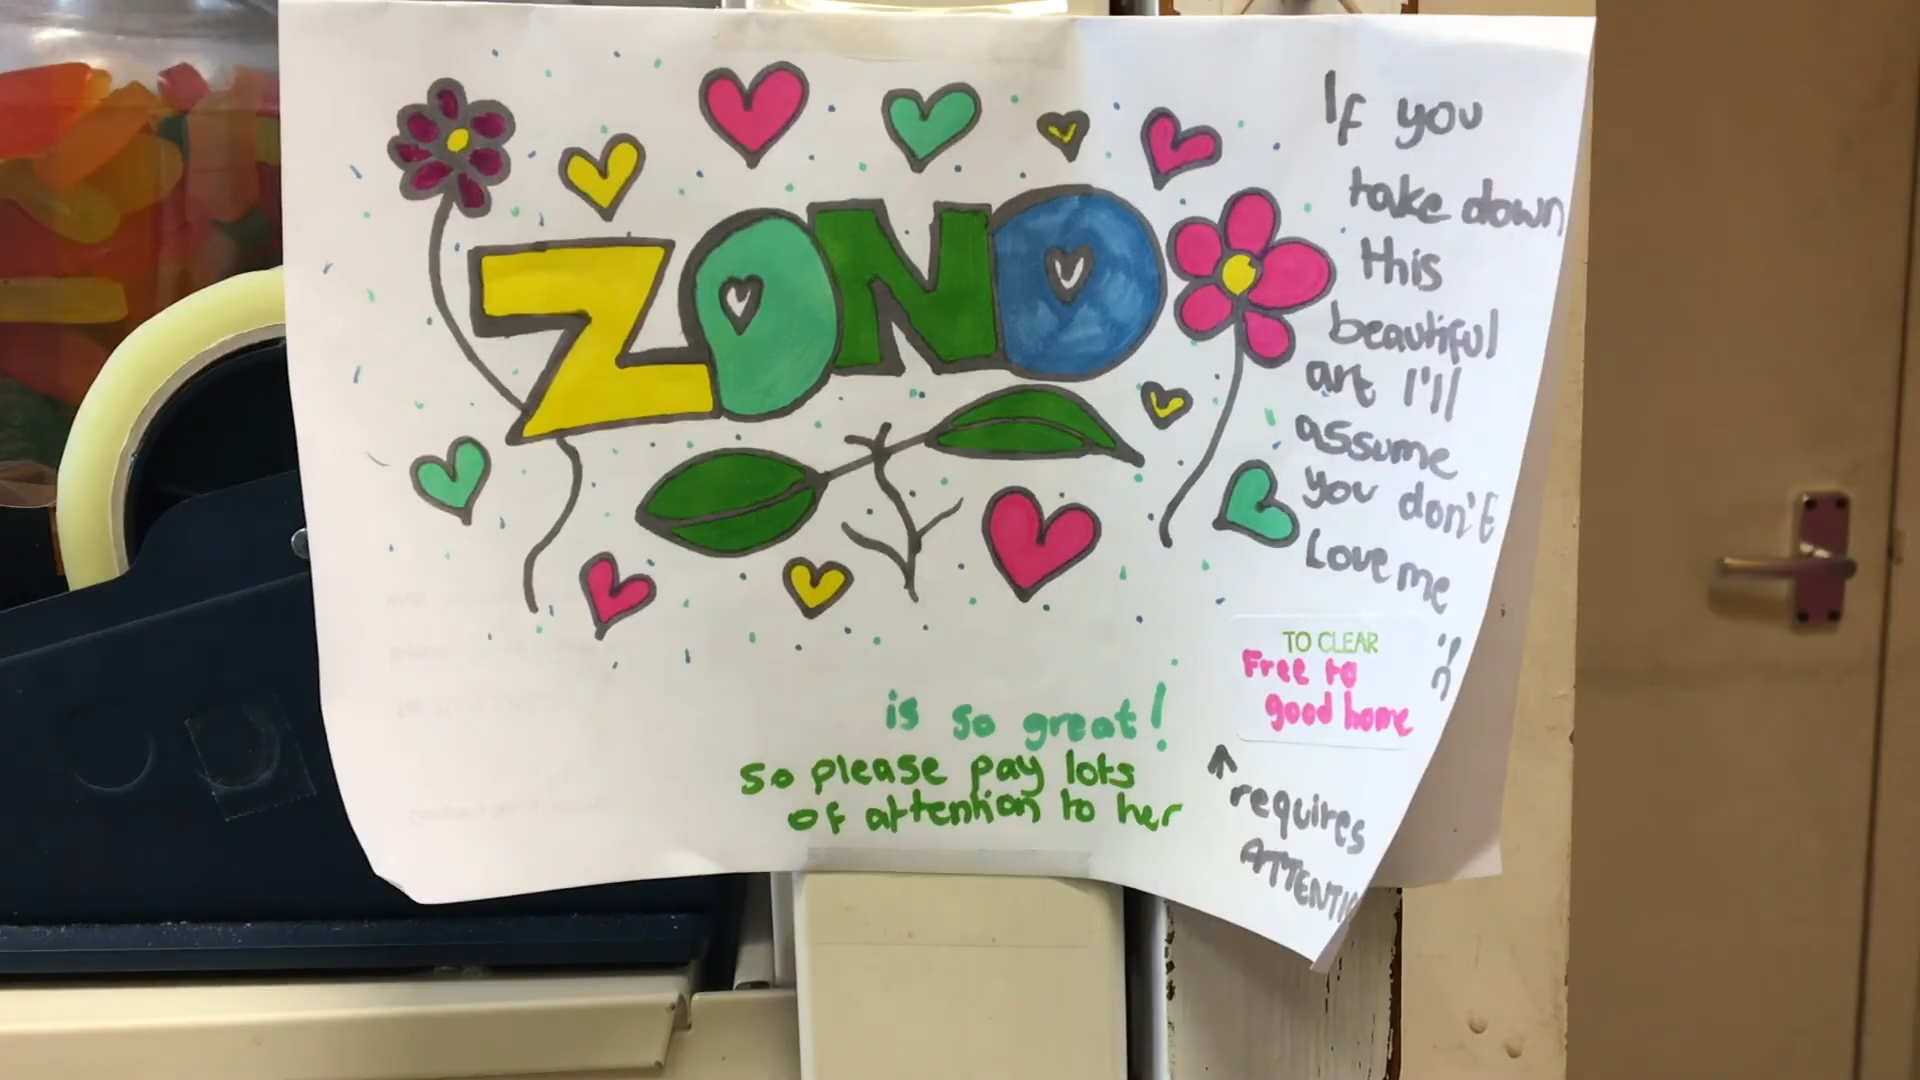 ZONO
is so great!
so please pay lots
of attention to her
If you
take down
this
beautiful
art I'll
assume
you don't
Love me
:(
TO CLEAR
Free to
good home
↑
requires